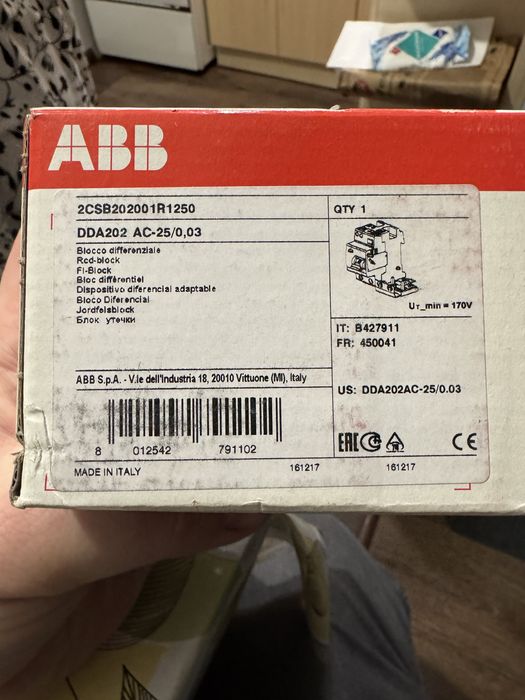 ABB
2CSB202001R1250
QTY 1
DDA202 AC-25/0,03
Blocco differenziale
Rcd-block
FI-Block
Bloc différentiel
Dispositivo diferencial adaptable
Bloco Diferencial
Jordfelsblock
Блок утечки
UT_min = 170V
IT: B427911
FR: 450041
ABB S.p.A. - V.le dell'Industria 18, 20010 Vittuone (MI), Italy
US: DDA202AC-25/0.03
8 012542 791102
EAC
CE
MADE IN ITALY
161217
161217